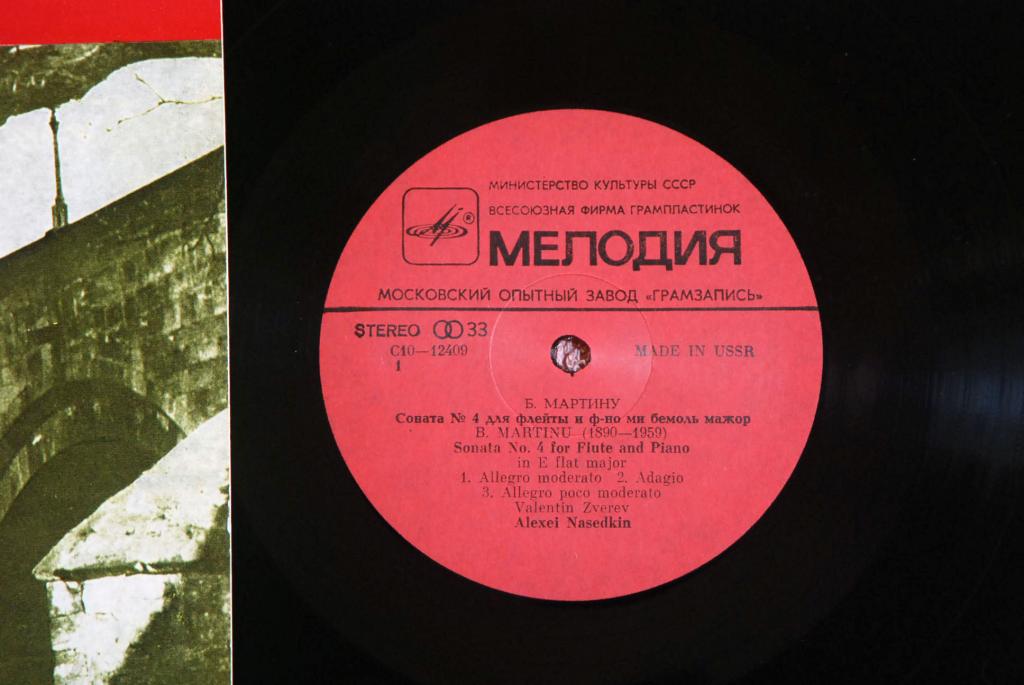 МИНИСТЕРСТВО КУЛЬТУРЫ СССР
ВСЕСОЮЗНАЯ ФИРМА ГРАМПЛАСТИНОК
®
МЕЛОДИЯ
МОСКОВСКИЙ ОПЫТНЫЙ ЗАВОД «ГРАМЗАПИСЬ»
STEREO 33
С10—12409 MADE IN USSR
1
Б. МАРТИНУ
Соната № 4 для флейты и ф-но ми бемоль мажор
B. MARTINU (1890—1959)
Sonata No. 4 for Flute and Piano
in E flat major
1. Allegro moderato 2. Adagio
3. Allegro poco moderato
Valentin Zverev
Alexei Nasedkin